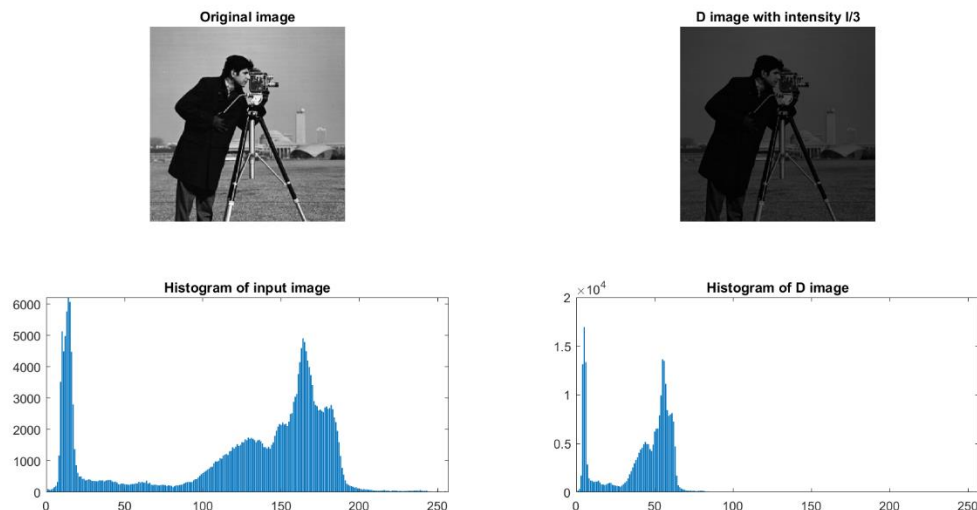 Original image
D image with intensity I/3
Histogram of input image
6000
5000
4000
3000
2000
1000
0
0 50 100 150 200 250
Histogram of D image
×10^4
2
1.5
1
0.5
0
0 50 100 150 200 250